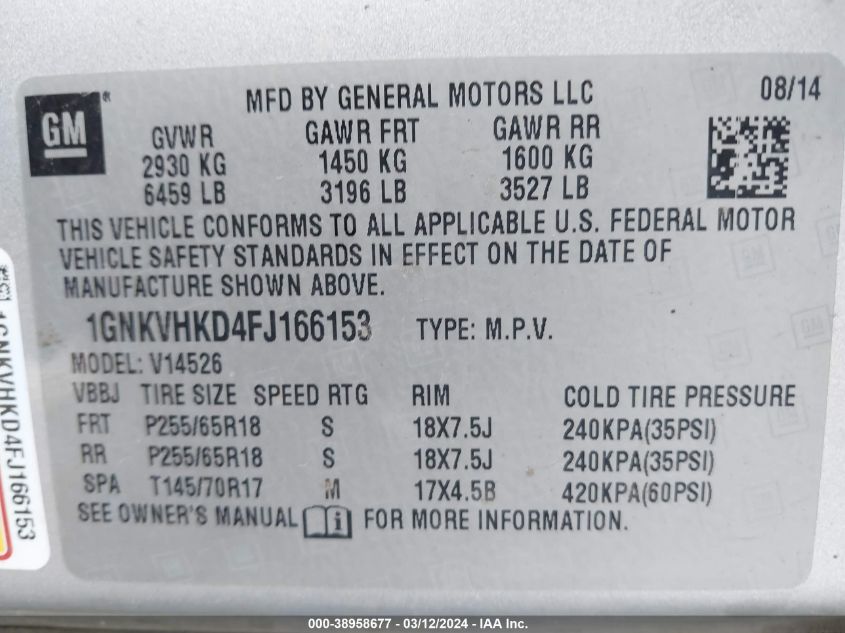 GM ®
MFD BY GENERAL MOTORS LLC 08/14
GVWR GAWR FRT GAWR RR
2930 KG 1450 KG 1600 KG
6459 LB 3196 LB 3527 LB
THIS VEHICLE CONFORMS TO ALL APPLICABLE U.S. FEDERAL MOTOR
VEHICLE SAFETY STANDARDS IN EFFECT ON THE DATE OF
MANUFACTURE SHOWN ABOVE.
1GNKVHKD4FJ166153 TYPE: M.P.V.
MODEL: V14526
VBBJ TIRE SIZE SPEED RTG RIM COLD TIRE PRESSURE
FRT P255/65R18 S 18X7.5J 240KPA(35PSI)
RR P255/65R18 S 18X7.5J 240KPA(35PSI)
SPA T145/70R17 M 17X4.5B 420KPA(60PSI)
SEE OWNER'S MANUAL i FOR MORE INFORMATION.
1GNKVHKD4FJ166153
000-38958677 - 03/12/2024 - IAA Inc.